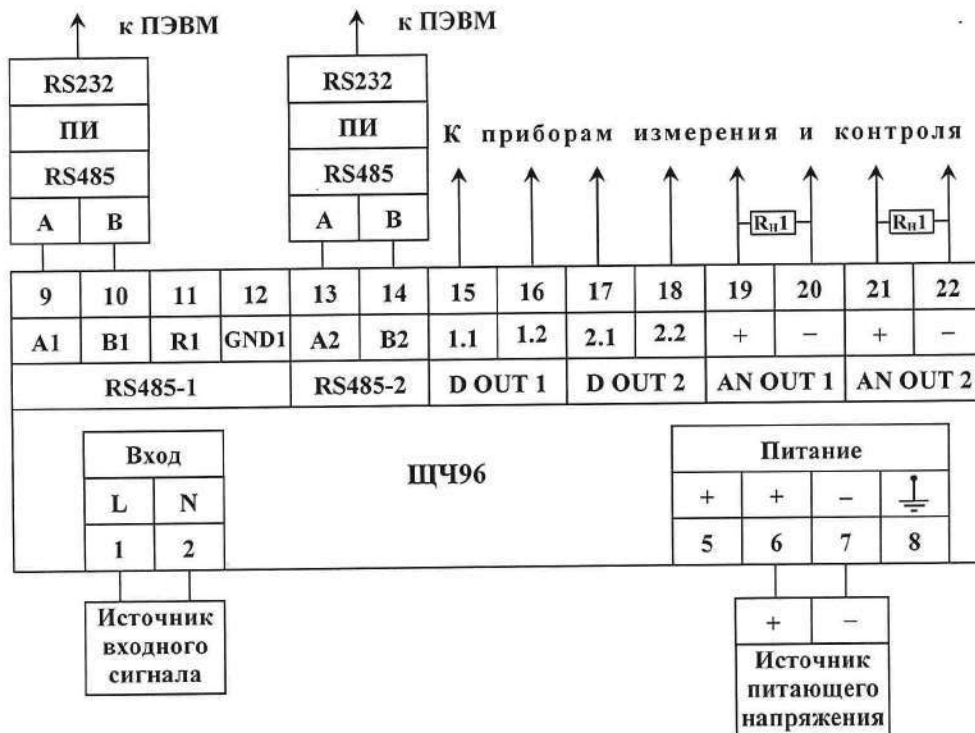 к ПЭВМ к ПЭВМ
RS232 RS232
ПИ ПИ
К приборам измерения и контроля
RS485 RS485
A B A B
Rн1 Rн1
9 10 11 12 13 14 15 16 17 18 19 20 21 22
A1 B1 R1 GND1 A2 B2 1.1 1.2 2.1 2.2 + − + −
RS485-1 RS485-2 D OUT 1 D OUT 2 AN OUT 1 AN OUT 2
Вход
L N
1 2
ЩЧ96
Питание
+ + −
5 6 7 8
Источник
входного
сигнала
+ −
Источник
питающего
напряжения